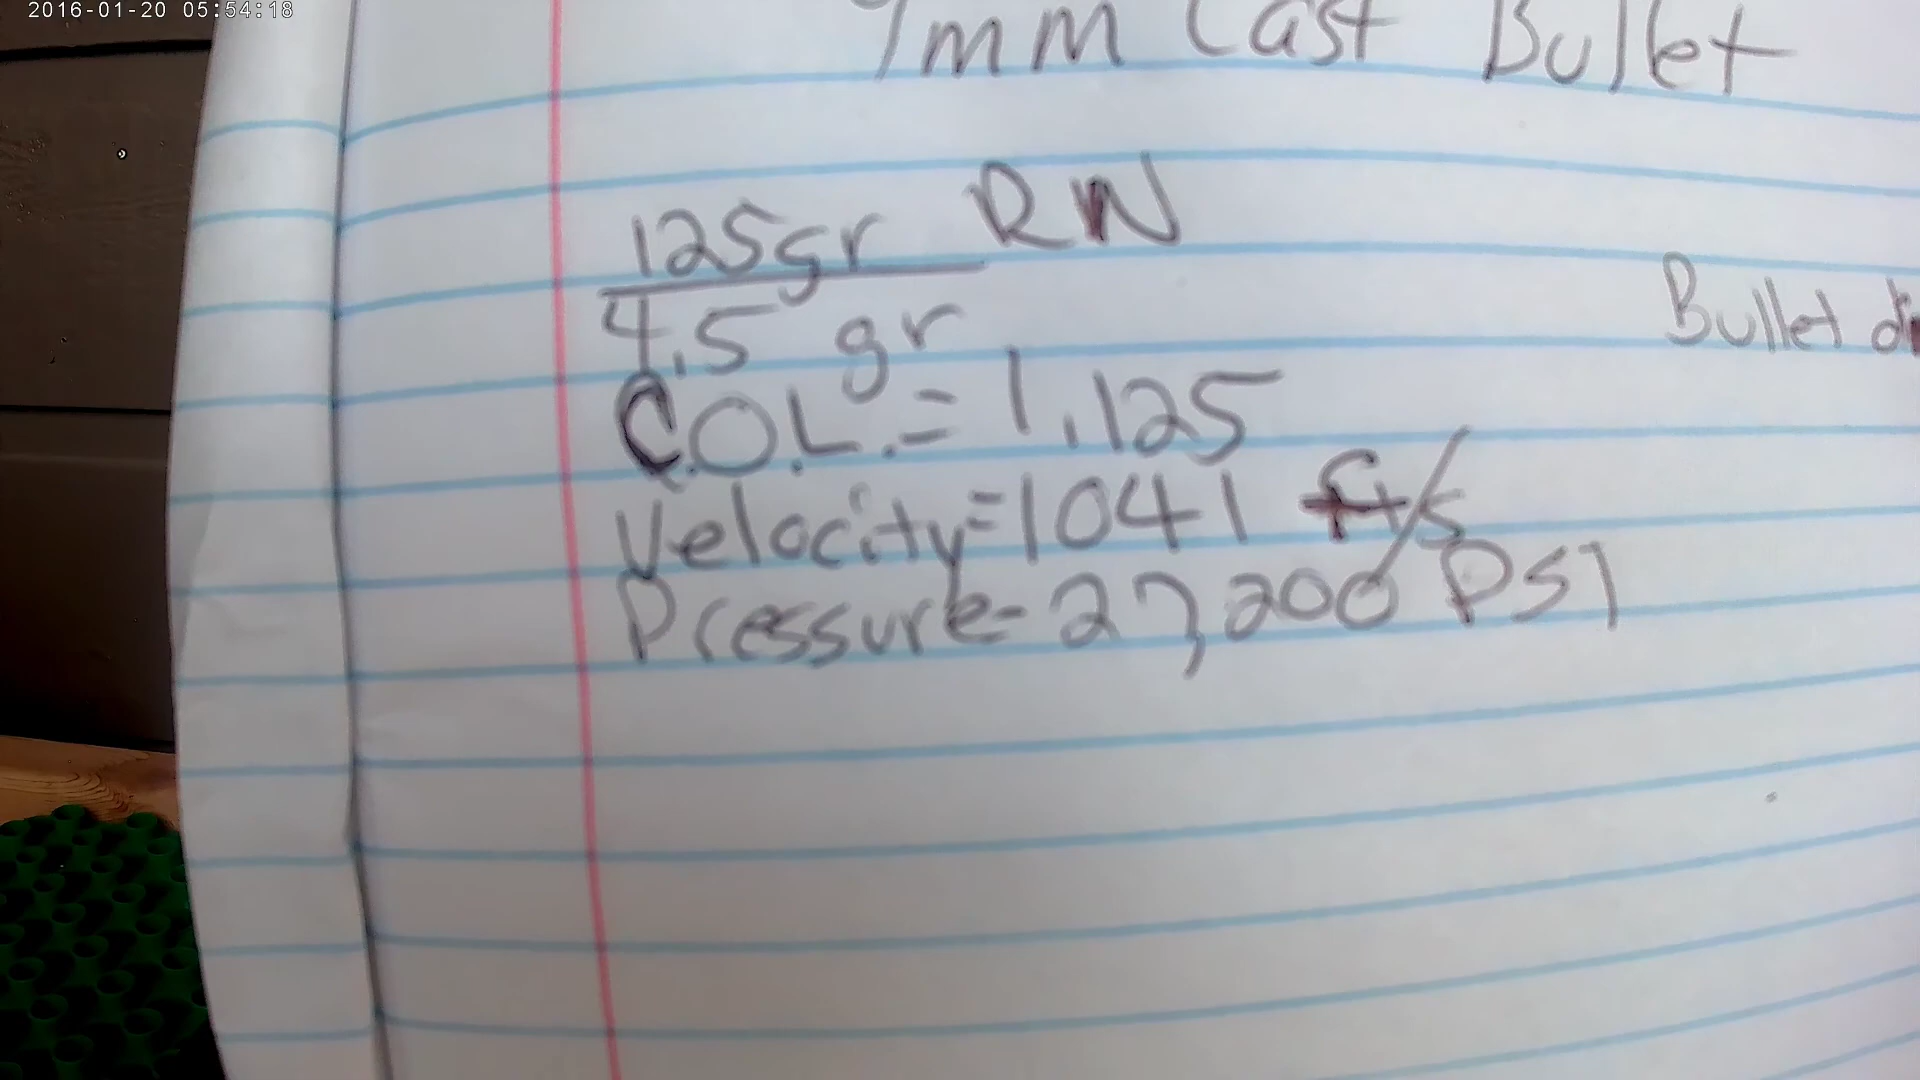 2016-01-20 05:54:18
9mm Cast Bullet
125gr RN
4.5 gr
Bullet
C.O.L. = 1.125
Velocity=1041 ft/s
Pressure-27,200 PSI